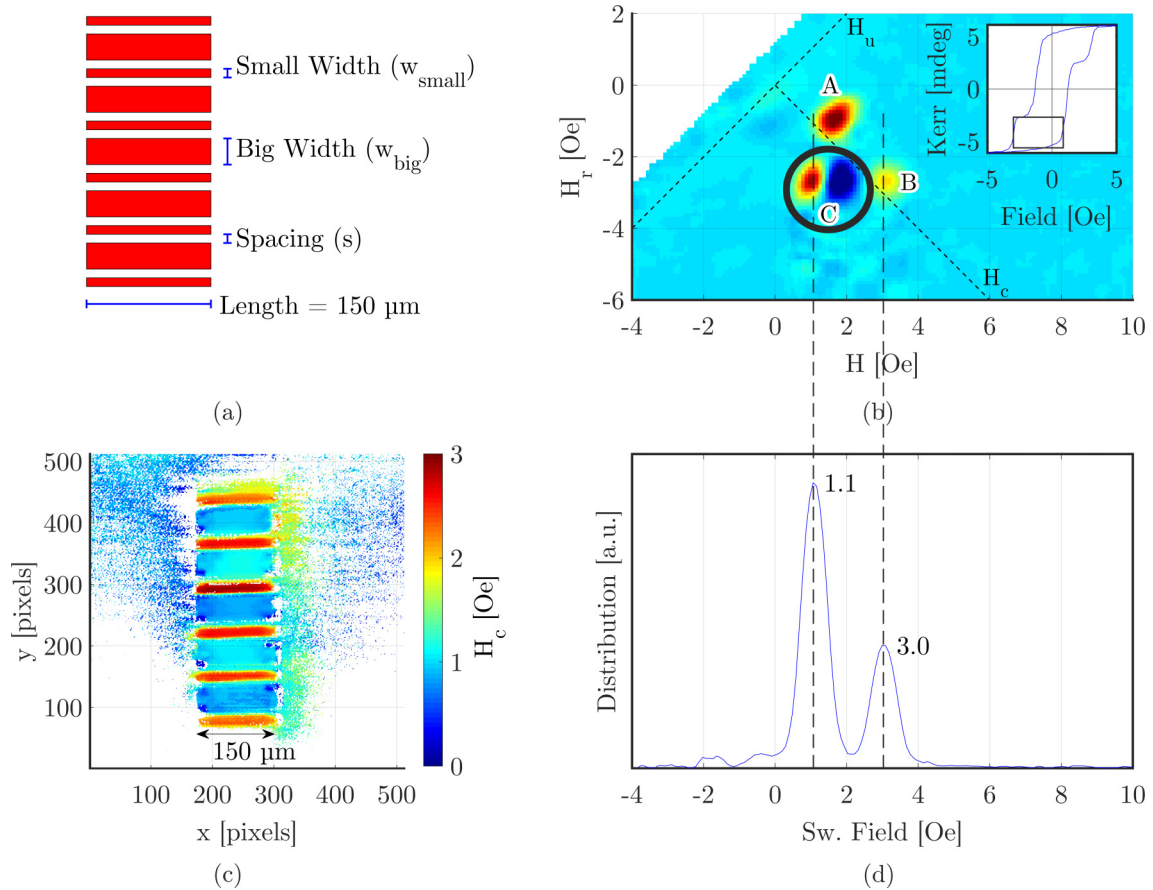 Small Width (w_small)
Big Width (w_big)
Spacing (s)
Length = 150 µm
(a)
2
0
-2
-4
-6
H_r [Oe]
-4 -2 0 2 4 6 8 10
H [Oe]
H_u
A
B
C
H_c
5
0
-5
Kerr [mdeg]
-5 0 5
Field [Oe]
(b)
500
400
300
200
100
y [pixels]
150 µm
100 200 300 400 500
x [pixels]
3
2
1
0
H_c [Oe]
(c)
Distribution [a.u.]
1.1
3.0
-4 -2 0 2 4 6 8 10
Sw. Field [Oe]
(d)